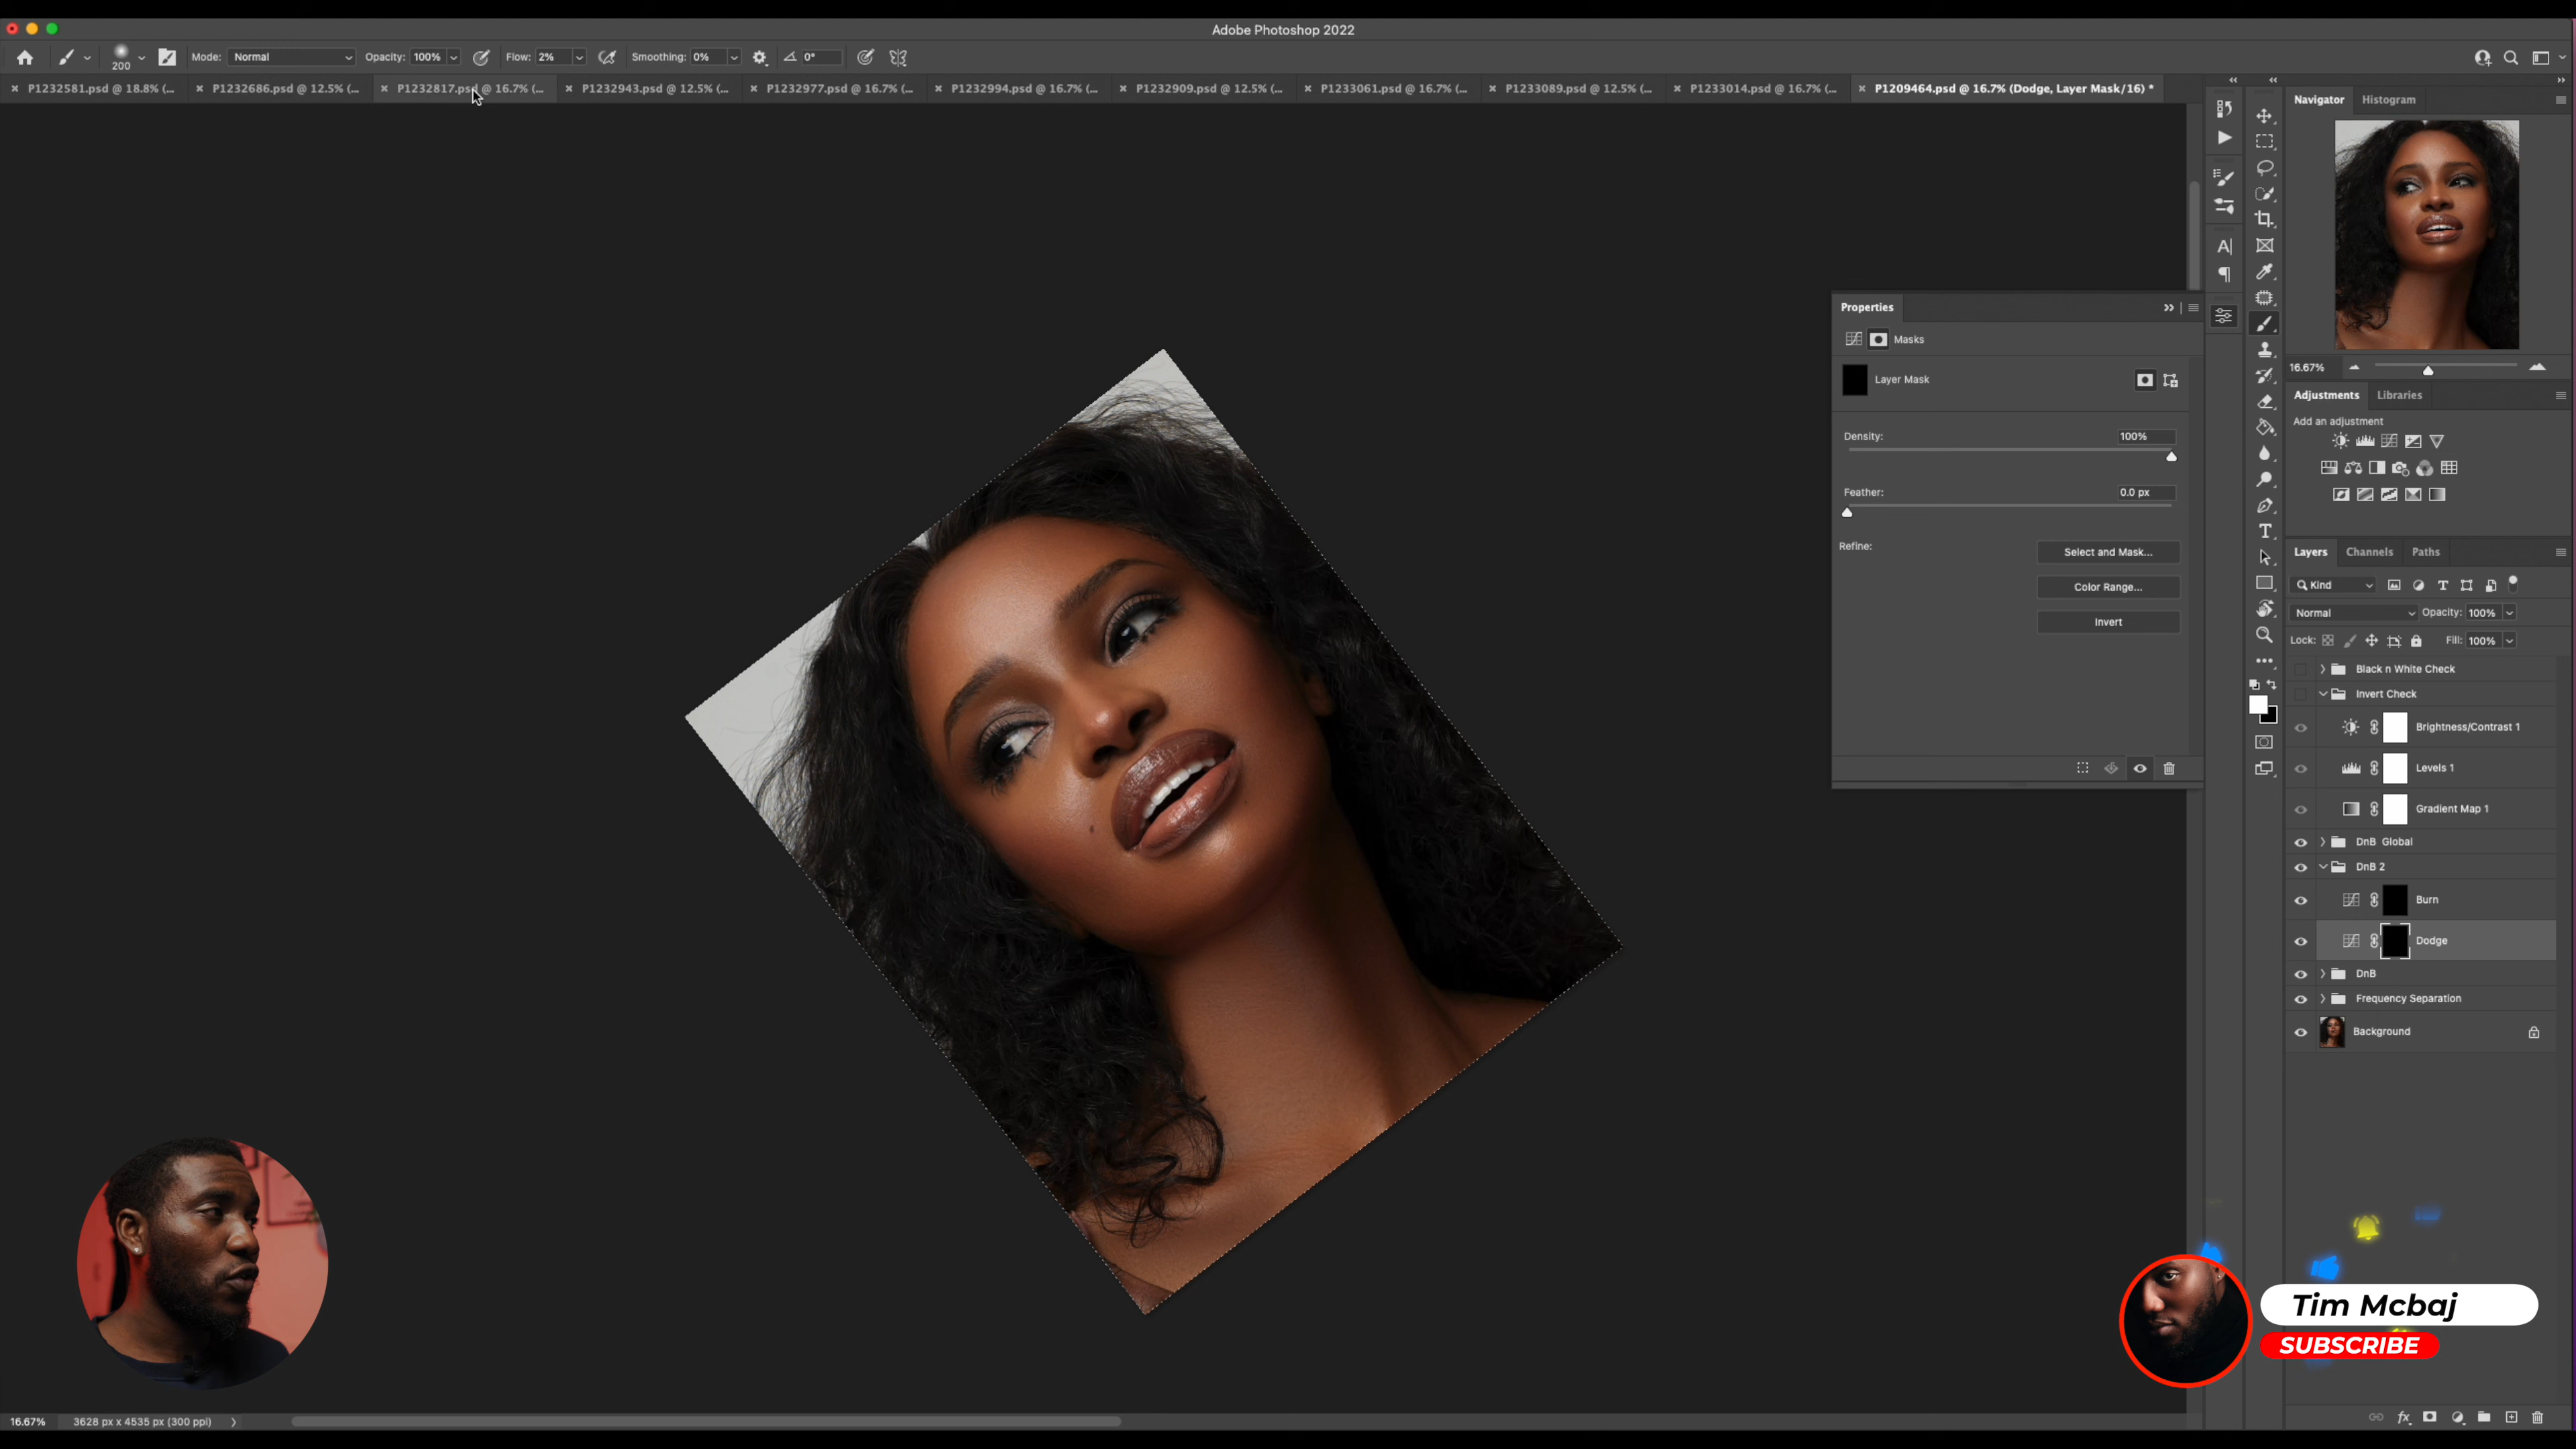 Adobe Photoshop 2022
200
Mode: Normal Opacity: 100% Flow: 2% Smoothing: 0% 0°
P1232581.psd @ 18.8% (... P1232686.psd @ 12.5% (... P1232817.psd @ 16.7% (... P1232943.psd @ 12.5% (... P1232977.psd @ 16.7% (... P1232994.psd @ 16.7% (... P1232909.psd @ 12.5% (... P1233061.psd @ 16.7% (... P1233089.psd @ 12.5% (... P1233014.psd @ 16.7% (... P1209464.psd @ 16.7% (Dodge, Layer Mask/16) *
Navigator Histogram
16.67%
Adjustments Libraries
Add an adjustment
Properties
Masks
Layer Mask
Density: 100%
Feather: 0.0 px
Refine:
Select and Mask...
Color Range...
Invert
Layers Channels Paths
Kind
Normal Opacity: 100%
Lock: Fill: 100%
Black n White Check
Invert Check
Brightness/Contrast 1
Levels 1
Gradient Map 1
DnB Global
DnB 2
Burn
Dodge
DnB
Frequency Separation
Background
Tim Mcbaj
SUBSCRIBE
16.67% 3628 px x 4535 px (300 ppi)